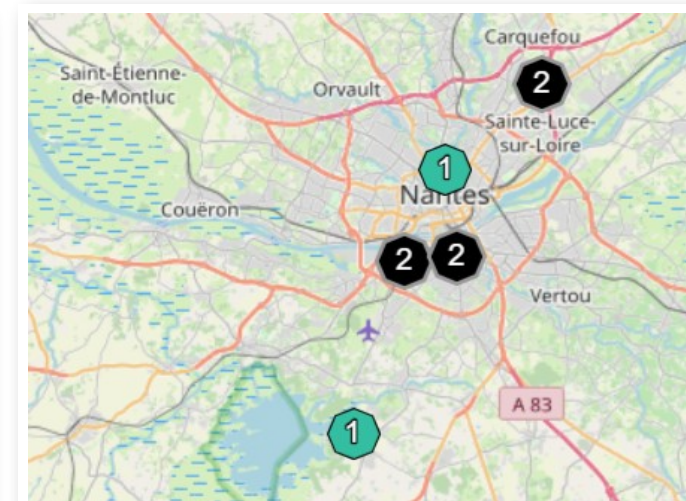 Carquefou
2
Saint-Étienne-
de-Montluc
Orvault
Sainte-Luce-
sur-Loire
1
Nantes
Couëron
2
2
Vertou
A 83
1